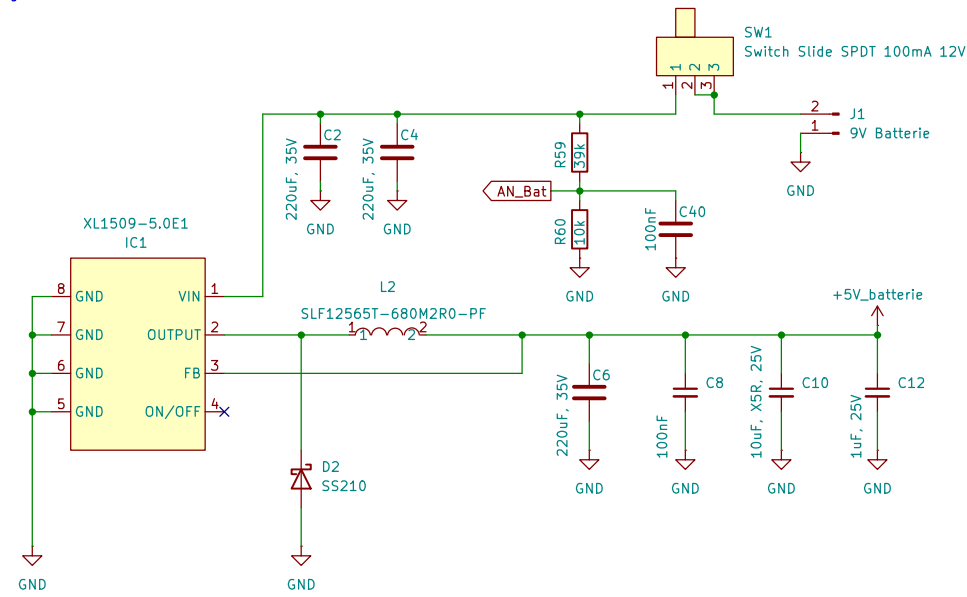 SW1
Switch Slide SPDT 100mA 12V
1 2 3
1 2 3
2 J1
1 9V Batterie
GND
C2
220uF, 35V
GND
C4
220uF, 35V
GND
R59
39k
AN_Bat
R60
10k
GND
C40
100nF
GND
XL1509-5.0E1
IC1
8 GND VIN 1
7 GND OUTPUT 2
6 GND FB 3
5 GND ON/OFF 4
L2
SLF12565T-680M2R0-PF
1 2
1 2
+5V_batterie
C6
220uF, 35V
GND
C8
100nF
GND
C10
10uF, X5R, 25V
GND
C12
1uF, 25V
GND
D2
SS210
GND
GND